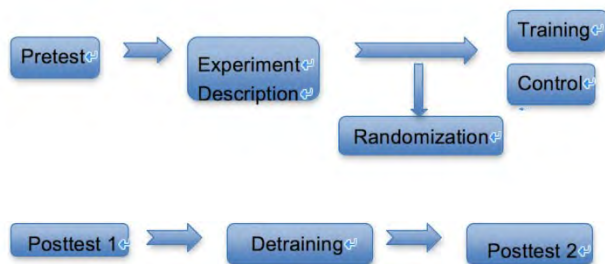 Pretest
Experiment
Description
Training
Control
Randomization
Posttest 1
Detraining
Posttest 2